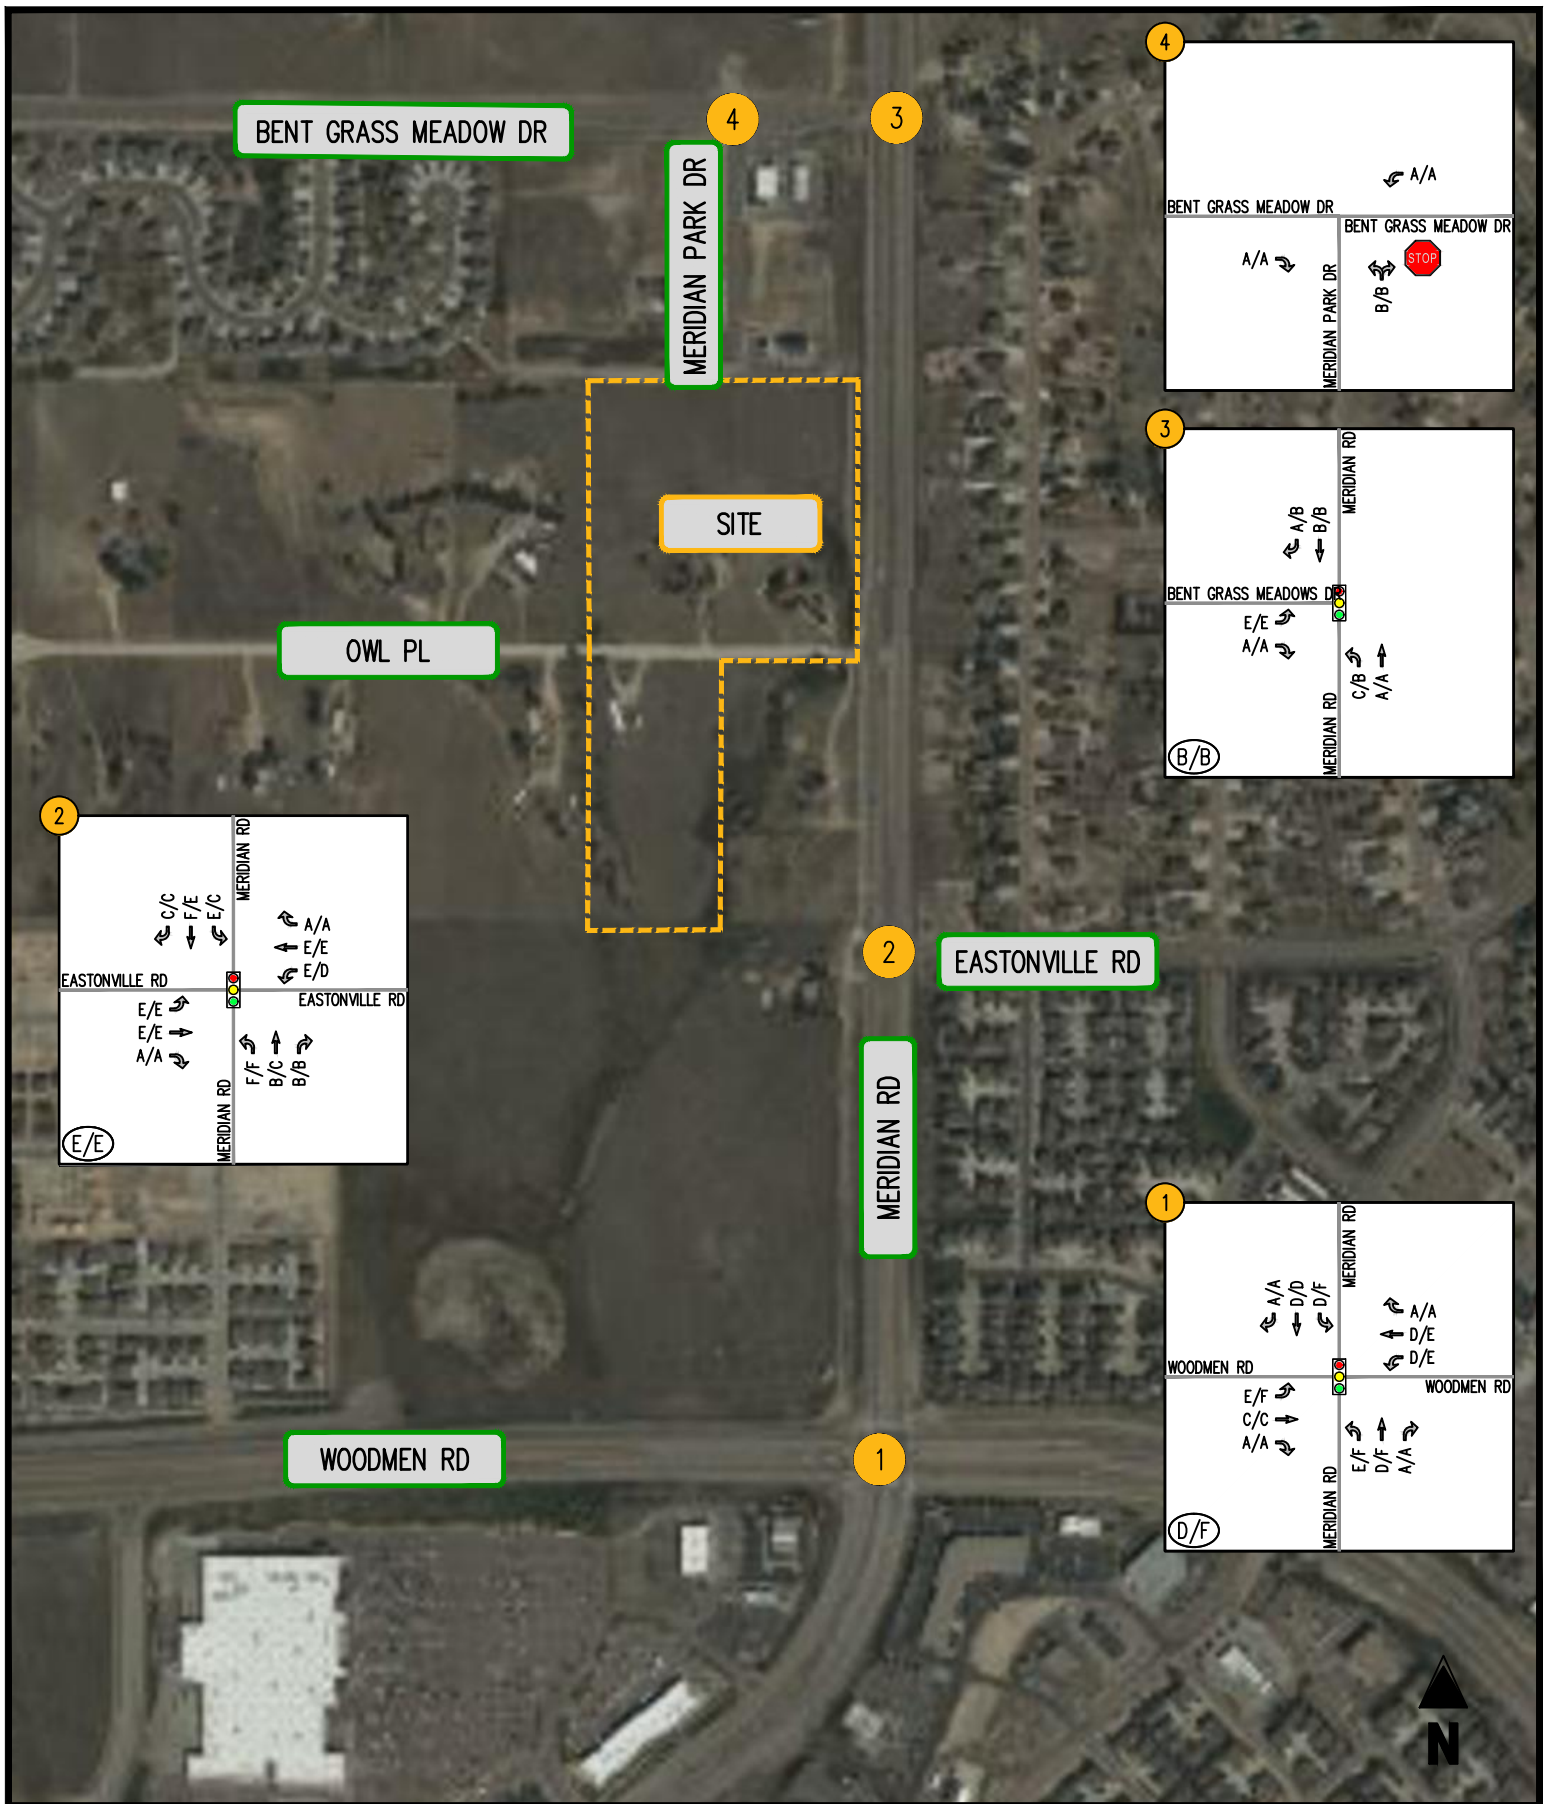 4
A/A
BENT GRASS MEADOW DR
BENT GRASS MEADOW DR
A/A
STOP
B/B
MERIDIAN PARK DR
BENT GRASS MEADOW DR
4
3
MERIDIAN PARK DR
3
MERIDIAN RD
A/B
B/B
BENT GRASS MEADOWS DR
E/E
A/A
C/B
A/A
MERIDIAN RD
B/B
SITE
OWL PL
2
MERIDIAN RD
C/C
F/E
E/C
A/A
E/E
E/D
EASTONVILLE RD
EASTONVILLE RD
E/E
E/E
A/A
F/F
B/C
B/B
MERIDIAN RD
E/E
2
EASTONVILLE RD
MERIDIAN RD
1
MERIDIAN RD
A/A
D/D
D/F
A/A
D/E
D/E
WOODMEN RD
WOODMEN RD
E/F
C/C
A/A
E/F
D/F
A/A
MERIDIAN RD
D/F
WOODMEN RD
1
N